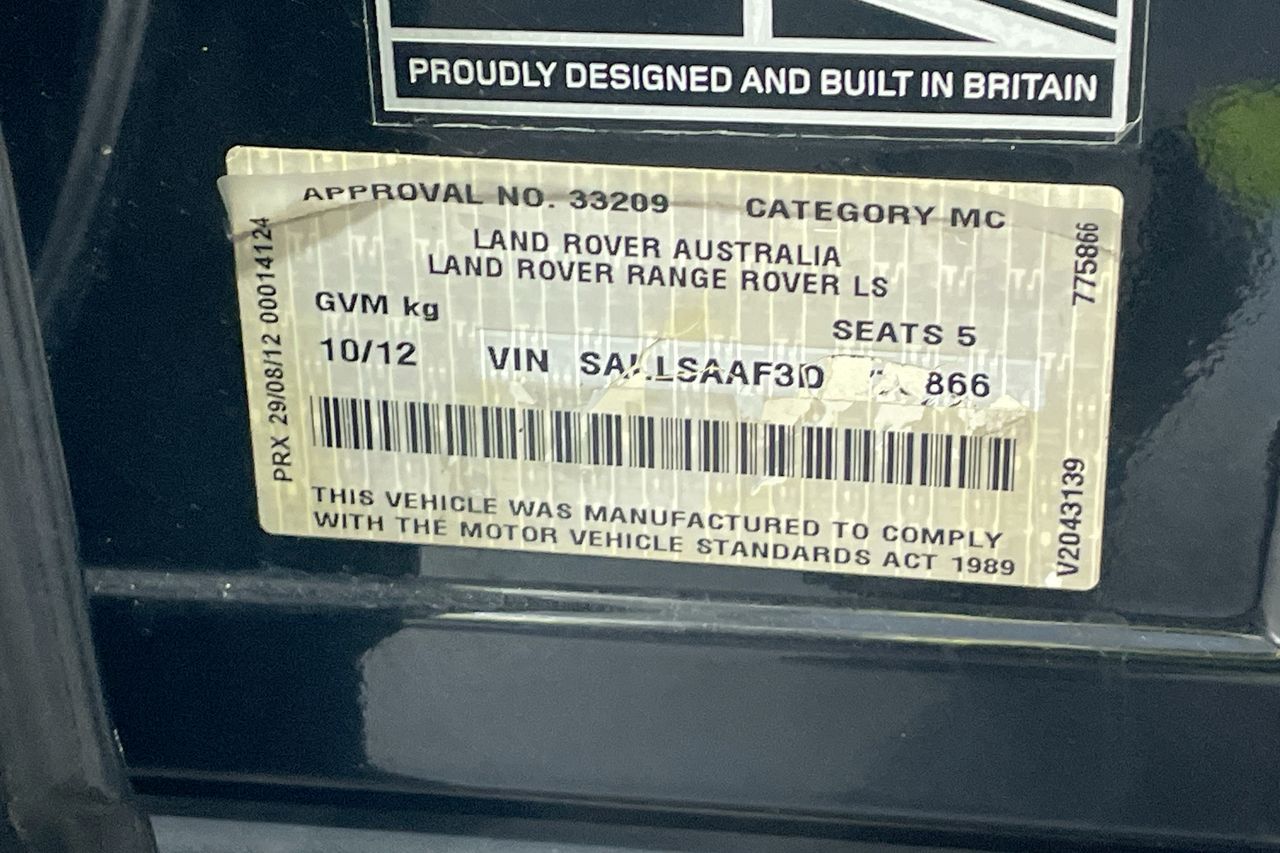 PROUDLY DESIGNED AND BUILT IN BRITAIN
APPROVAL NO. 33209 CATEGORY MC
LAND ROVER AUSTRALIA
LAND ROVER RANGE ROVER LS
GVM kg SEATS 5
10/12 VIN 866
THIS VEHICLE WAS MANUFACTURED TO COMPLY
WITH THE MOTOR VEHICLE STANDARDS ACT 1989
PRX 29/08/12 00014124
775866
V2043139